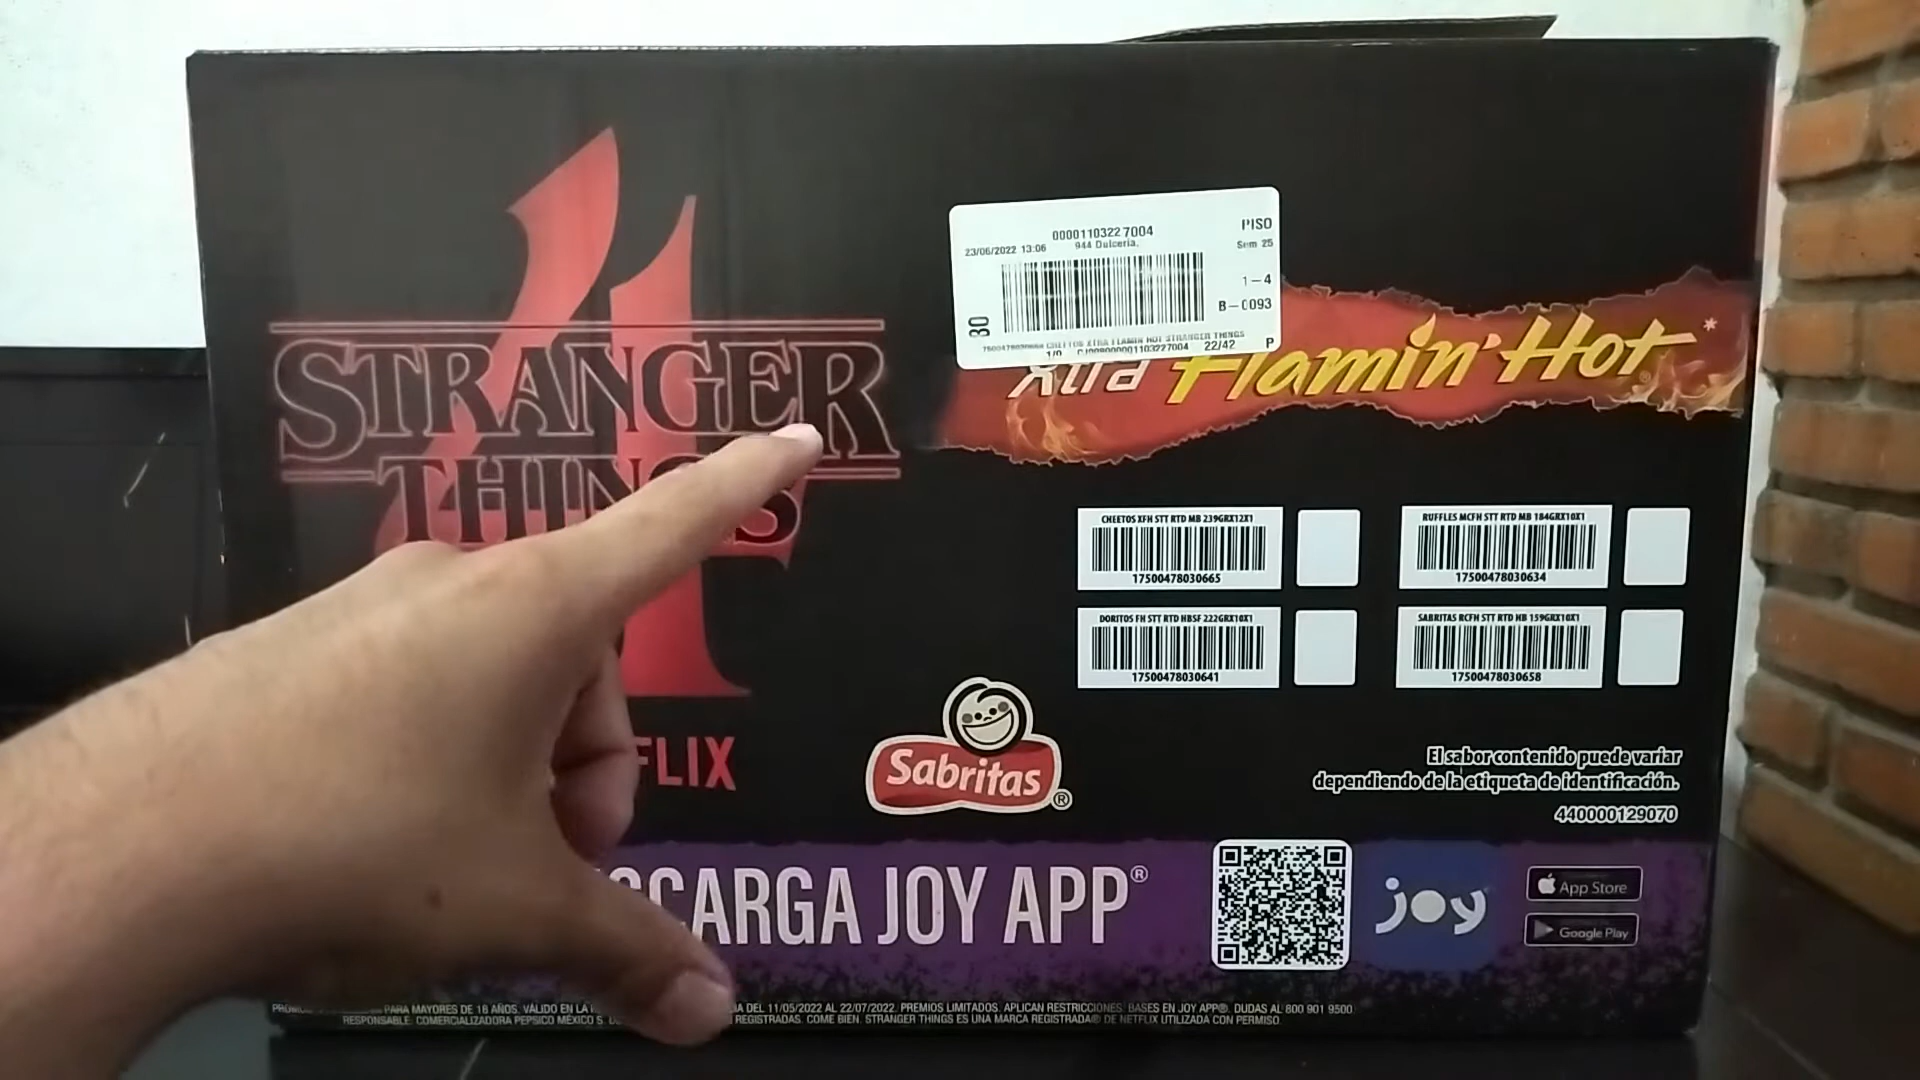 4
STRANGER
THINGS
FLIX
0000110322 7004
PISO
23/06/2022 13:06
944 Dulceria.
Sem 25
1-4
B-0093
30
CHEETOS XTRA FLAMIN HOT STRANGER THINGS
22/42
P
Xtra Flamin' Hot*
CHEETOS XFH STT RTD MB 239GRX12X1
17500478030665
RUFFLES MCFH STT RTD MB 184GRX10X1
17500478030634
DORITOS FH STT RTD HBSF 222GRX10X1
17500478030641
SABRITAS RCFH STT RTD HB 159GRX10X1
17500478030658
Sabritas®
El sabor contenido puede variar
dependiendo de la etiqueta de identificación.
440000129070
CARGA JOY APP®
joy
App Store
Google Play
PARA MAYORES DE 18 AÑOS. VÁLIDO EN LA DEL 11/05/2022 AL 22/07/2022. PREMIOS LIMITADOS. APLICAN RESTRICCIONES. BASES EN JOY APP®. DUDAS AL 800 901 9500
RESPONSABLE: COMERCIALIZADORA PEPSICO MÉXICO S. REGISTRADAS. COME BIEN. STRANGER THINGS ES UNA MARCA REGISTRADA® DE NETFLIX UTILIZADA CON PERMISO.